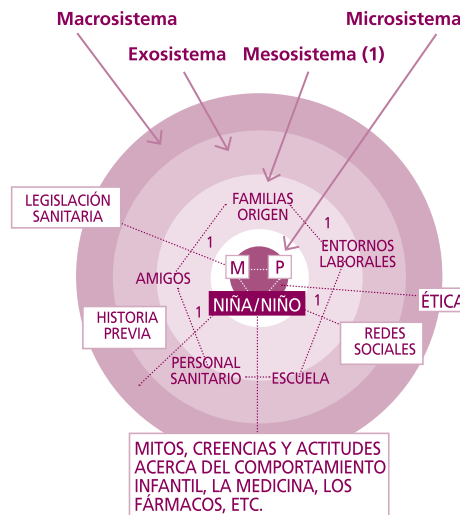 Macrosistema
Microsistema
Exosistema
Mesosistema (1)
LEGISLACIÓN
SANITARIA
FAMILIAS
ORIGEN
1
1
ENTORNOS
LABORALES
M
P
AMIGOS
NIÑA/NIÑO
1
1
ÉTICA
HISTORIA
PREVIA
REDES
SOCIALES
PERSONAL
SANITARIO
ESCUELA
MITOS, CREENCIAS Y ACTITUDES
ACERCA DEL COMPORTAMIENTO
INFANTIL, LA MEDICINA, LOS
FÁRMACOS, ETC.